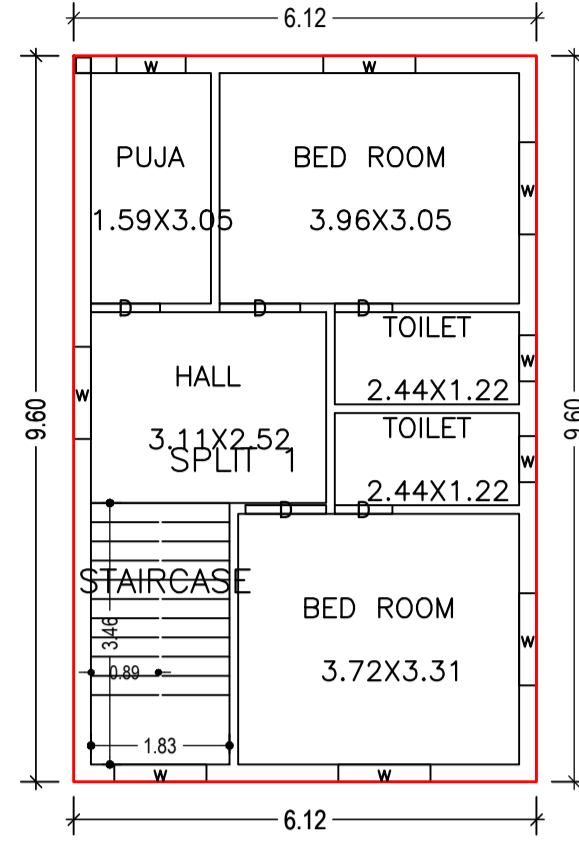 6.12
W
W
PUJA
BED ROOM
W
1.59X3.05
3.96X3.05
D
D
D
TOILET
W
HALL
2.44X1.22
W
9.60
9.60
3.11X2.52
TOILET
SPLIT 1
W
2.44X1.22
D
D
STAIRCASE
BED ROOM
3.46
W
0.89
3.72X3.31
1.83
W
W
6.12